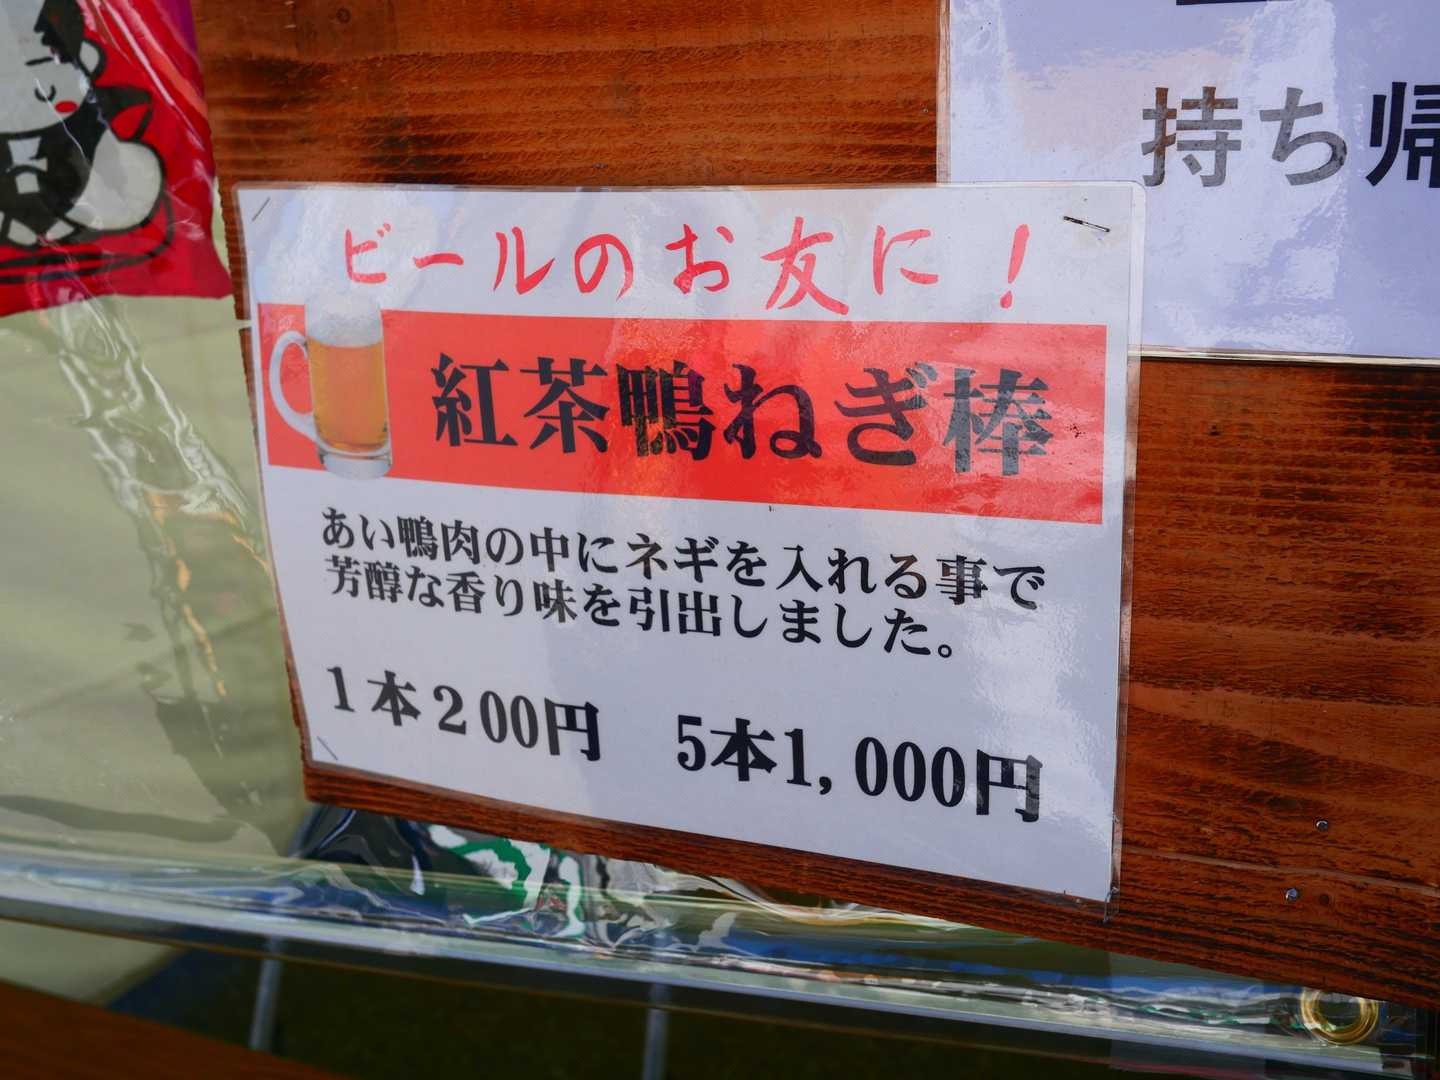 持ち帰
ビールのお友に!
紅茶鴨ねぎ棒
あい鴨肉の中にネギを入れる事で
芳醇な香り味を引出しました。
1本200円 5本1,000円